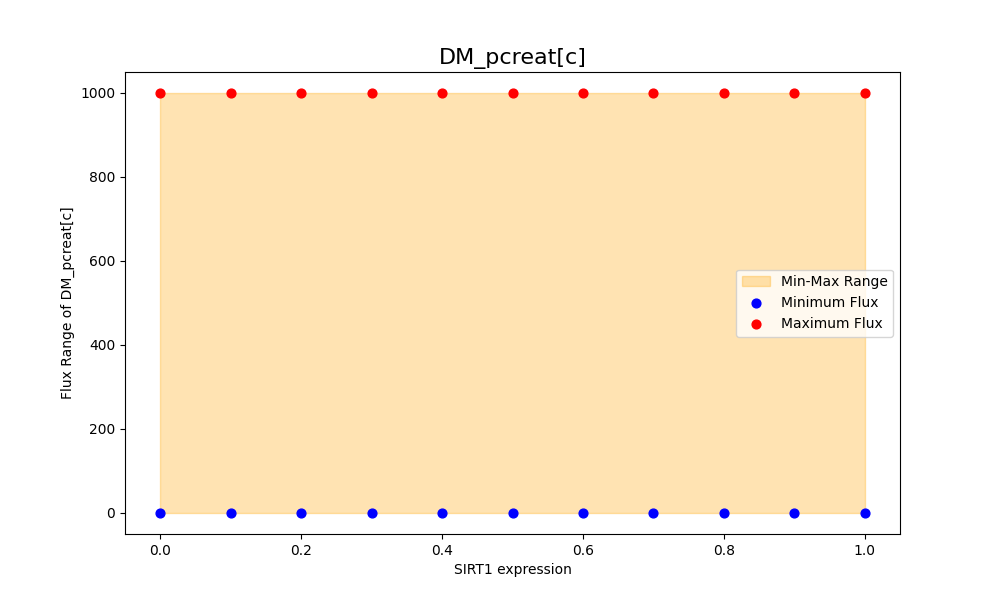 DM_pcreat[c]
Flux Range of DM_pcreat[c]
1000
800
600
400
200
0
Min-Max Range
Minimum Flux
Maximum Flux
0.0 0.2 0.4 0.6 0.8 1.0
SIRT1 expression